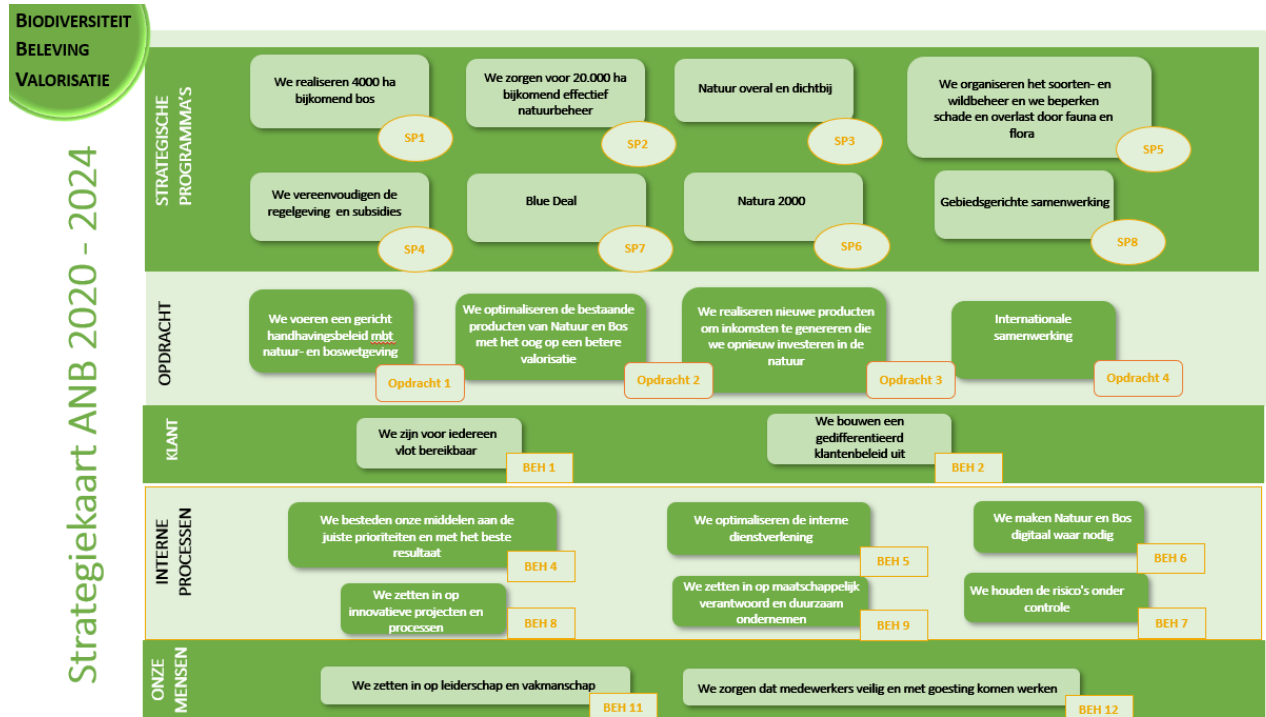 BIODIVERSITEIT
BELEVING
VALORISATIE
Strategiekaart ANB 2020 - 2024
STRATEGISCHE
PROGRAMMA'S
We realiseren 4000 ha
bijkomend bos
SP1
We zorgen voor 20.000 ha
bijkomend effectief
natuurbeheer
SP2
Natuur overal en dichtbij
SP3
We organiseren het soorten- en
wildbeheer en we beperken
schade en overlast door fauna en
flora
SP5
We vereenvoudigen de
regelgeving en subsidies
SP4
Blue Deal
SP7
Natura 2000
SP6
Gebiedsgerichte samenwerking
SP8
OPDRACHT
We voeren een gericht
handhavingsbeleid mbt
natuur- en boswetgeving
Opdracht 1
We optimaliseren de bestaande
producten van Natuur en Bos
met het oog op een betere
valorisatie
Opdracht 2
We realiseren nieuwe producten
om inkomsten te genereren die
we opnieuw investeren in de
natuur
Opdracht 3
Internationale
samenwerking
Opdracht 4
KLANT
We zijn voor iedereen
vlot bereikbaar
BEH 1
We bouwen een
gedifferentieerd
klantenbeleid uit
BEH 2
INTERNE
PROCESSEN
We besteden onze middelen aan de
juiste prioriteiten en met het beste
resultaat
BEH 4
We optimaliseren de interne
dienstverlening
BEH 5
We maken Natuur en Bos
digitaal waar nodig
BEH 6
We zetten in op
innovatieve projecten en
processen
BEH 8
We zetten in op maatschappelijk
verantwoord en duurzaam
ondernemen
BEH 9
We houden de risico's onder
controle
BEH 7
ONZE
MENSEN
We zetten in op leiderschap en vakmanschap
BEH 11
We zorgen dat medewerkers veilig en met goesting komen werken
BEH 12